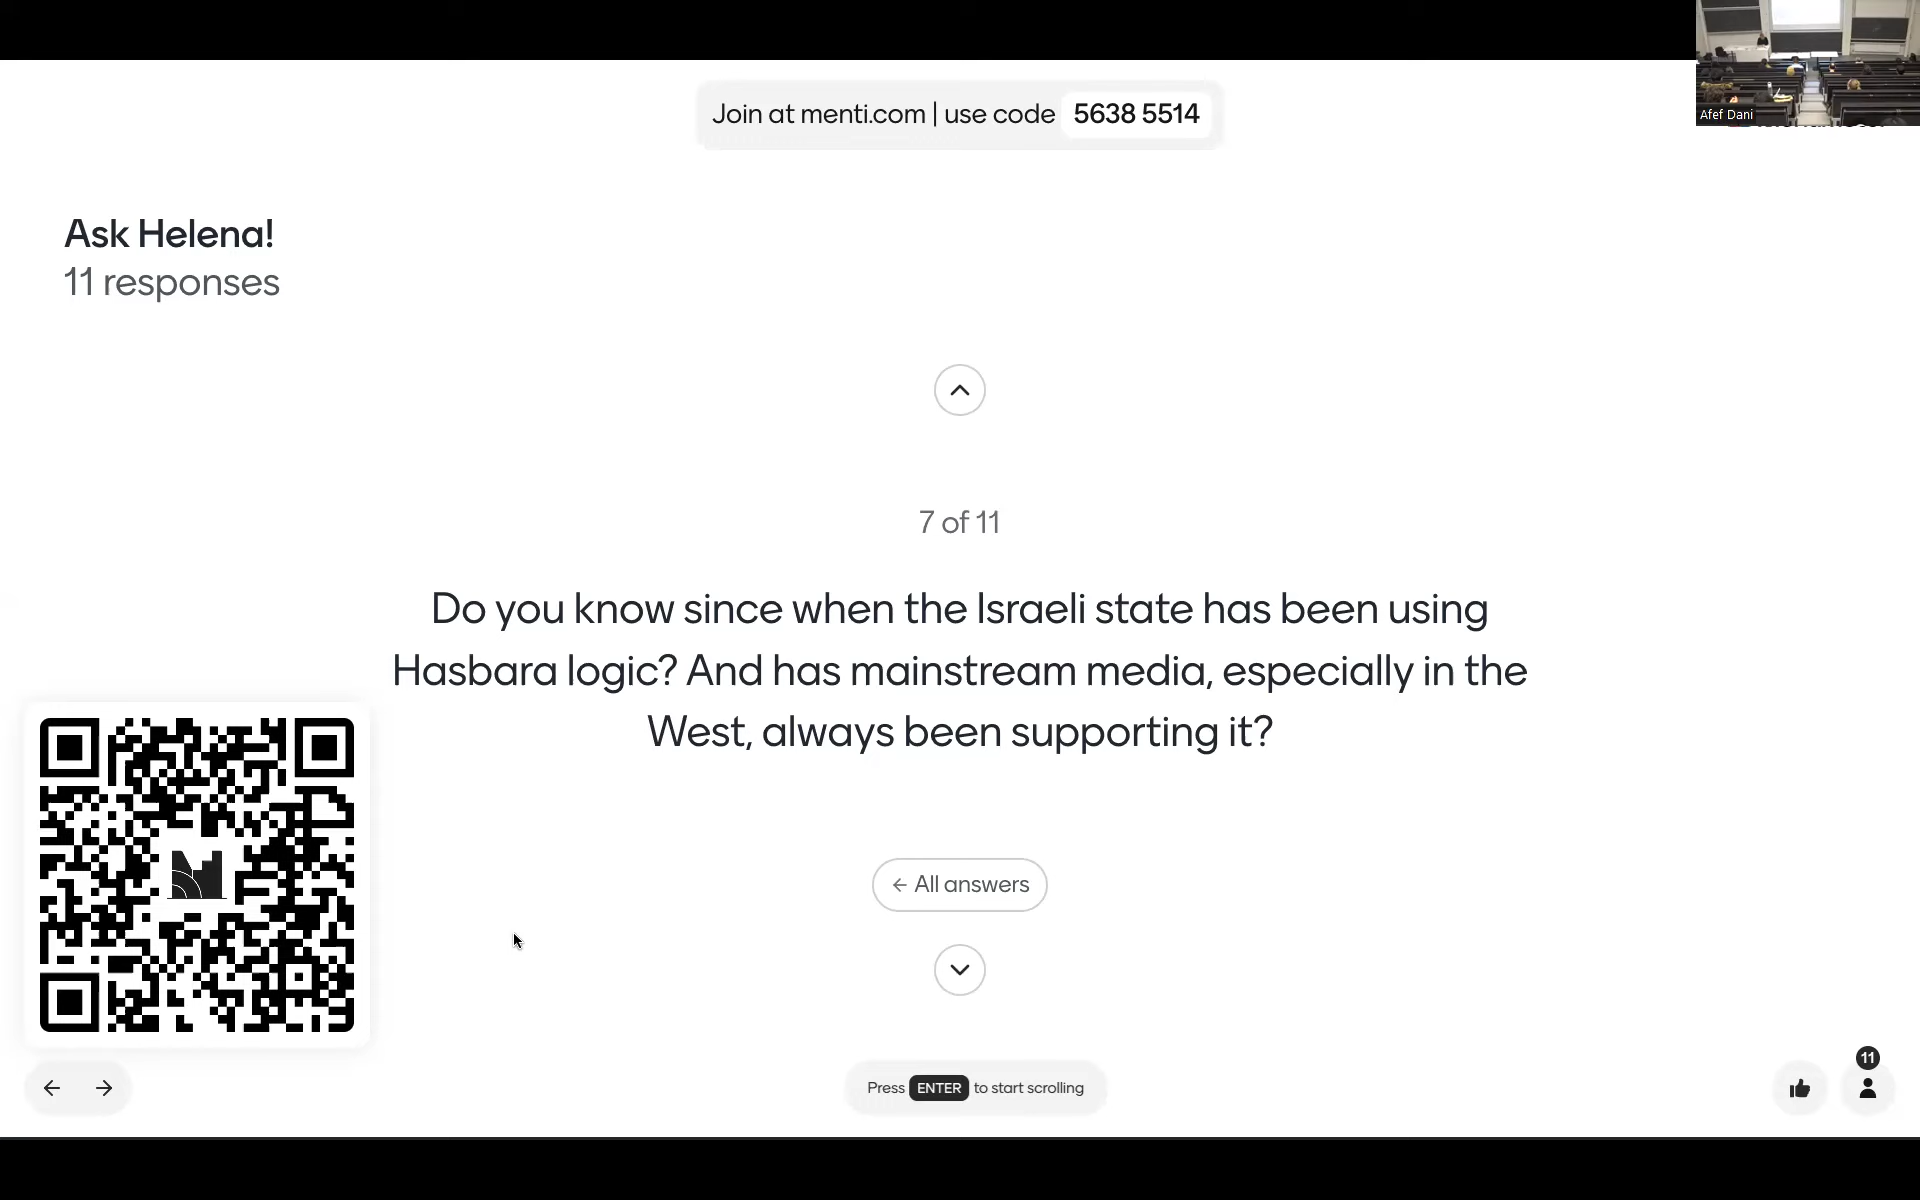 Join at menti.com | use code 5638 5514
Afef Dani
Ask Helena!
11 responses
7 of 11
Do you know since when the Israeli state has been using
Hasbara logic? And has mainstream media, especially in the
West, always been supporting it?
← All answers
Press ENTER to start scrolling
11